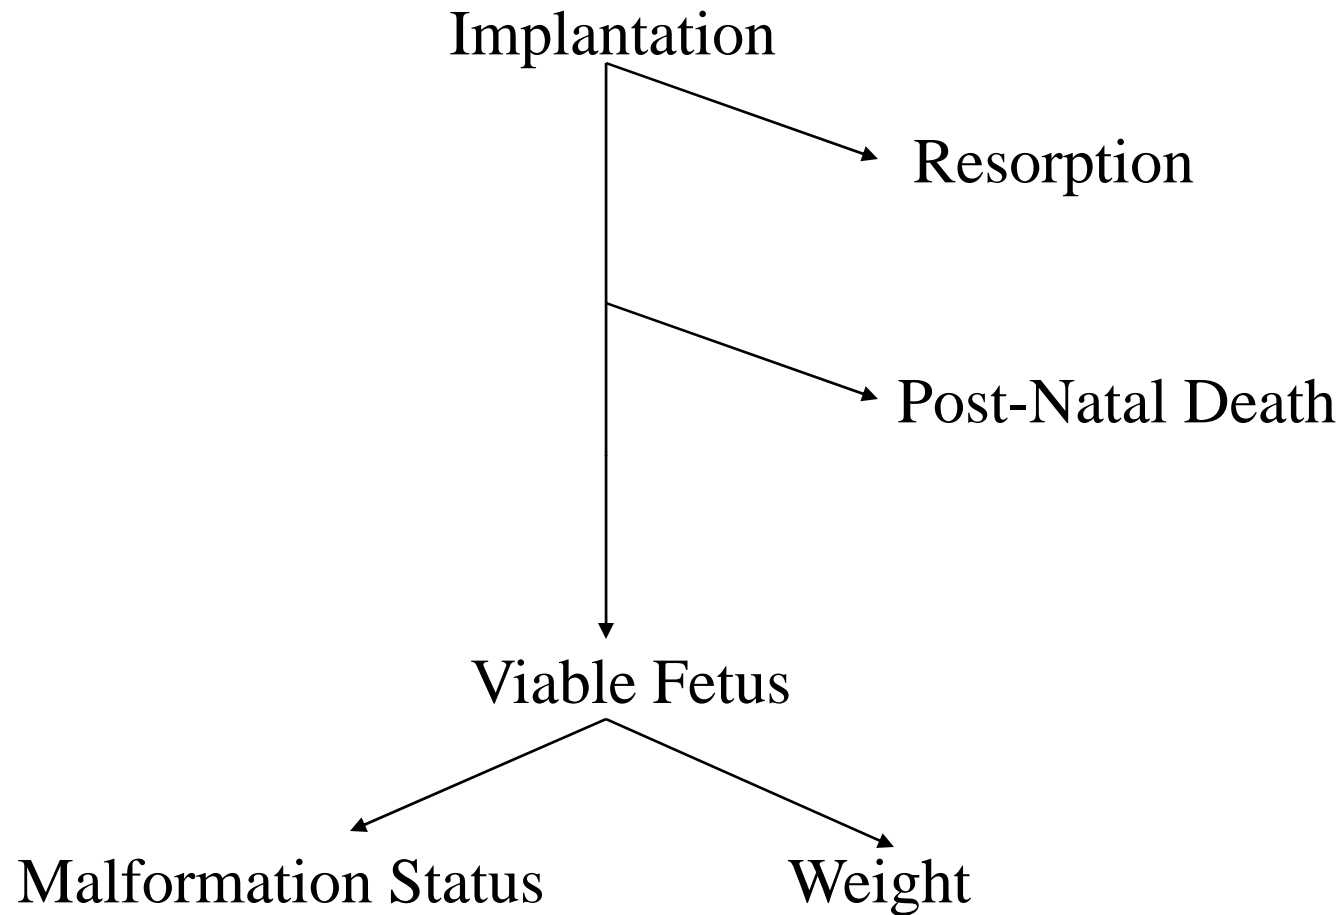 Implantation
Resorption
Post-Natal Death
Viable Fetus
Malformation Status
Weight